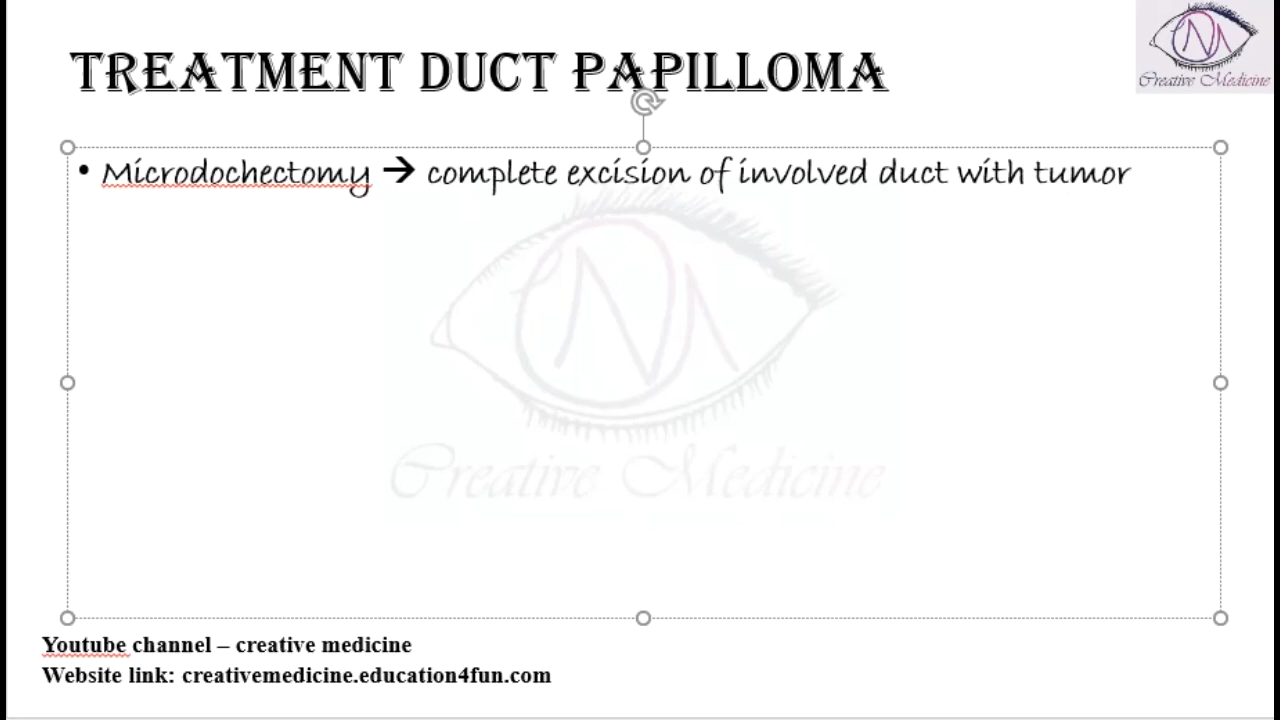 TREATMENT DUCT PAPILLOMA
Creative Medicine
• Microdochectomy → complete excision of involved duct with tumor
Creative Medicine
Youtube channel – creative medicine
Website link: creativemedicine.education4fun.com